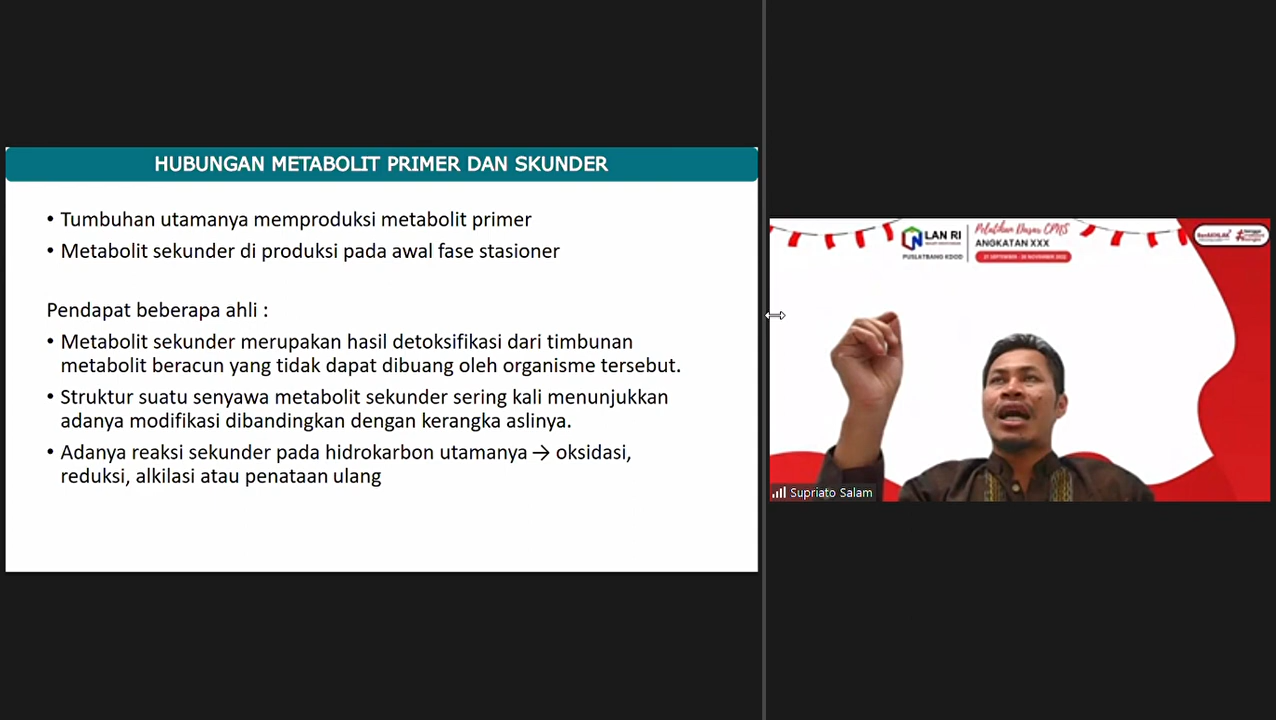 HUBUNGAN METABOLIT PRIMER DAN SKUNDER
• Tumbuhan utamanya memproduksi metabolit primer
• Metabolit sekunder di produksi pada awal fase stasioner
Pendapat beberapa ahli :
• Metabolit sekunder merupakan hasil detoksifikasi dari timbunan
metabolit beracun yang tidak dapat dibuang oleh organisme tersebut.
• Struktur suatu senyawa metabolit sekunder sering kali menunjukkan
adanya modifikasi dibandingkan dengan kerangka aslinya.
• Adanya reaksi sekunder pada hidrokarbon utamanya → oksidasi,
reduksi, alkilasi atau penataan ulang
LAN RI
PUSLATBANG KDOD
Pelatihan Dasar CPNS
ANGKATAN XXX
BerAKHLAK
Supriato Salam